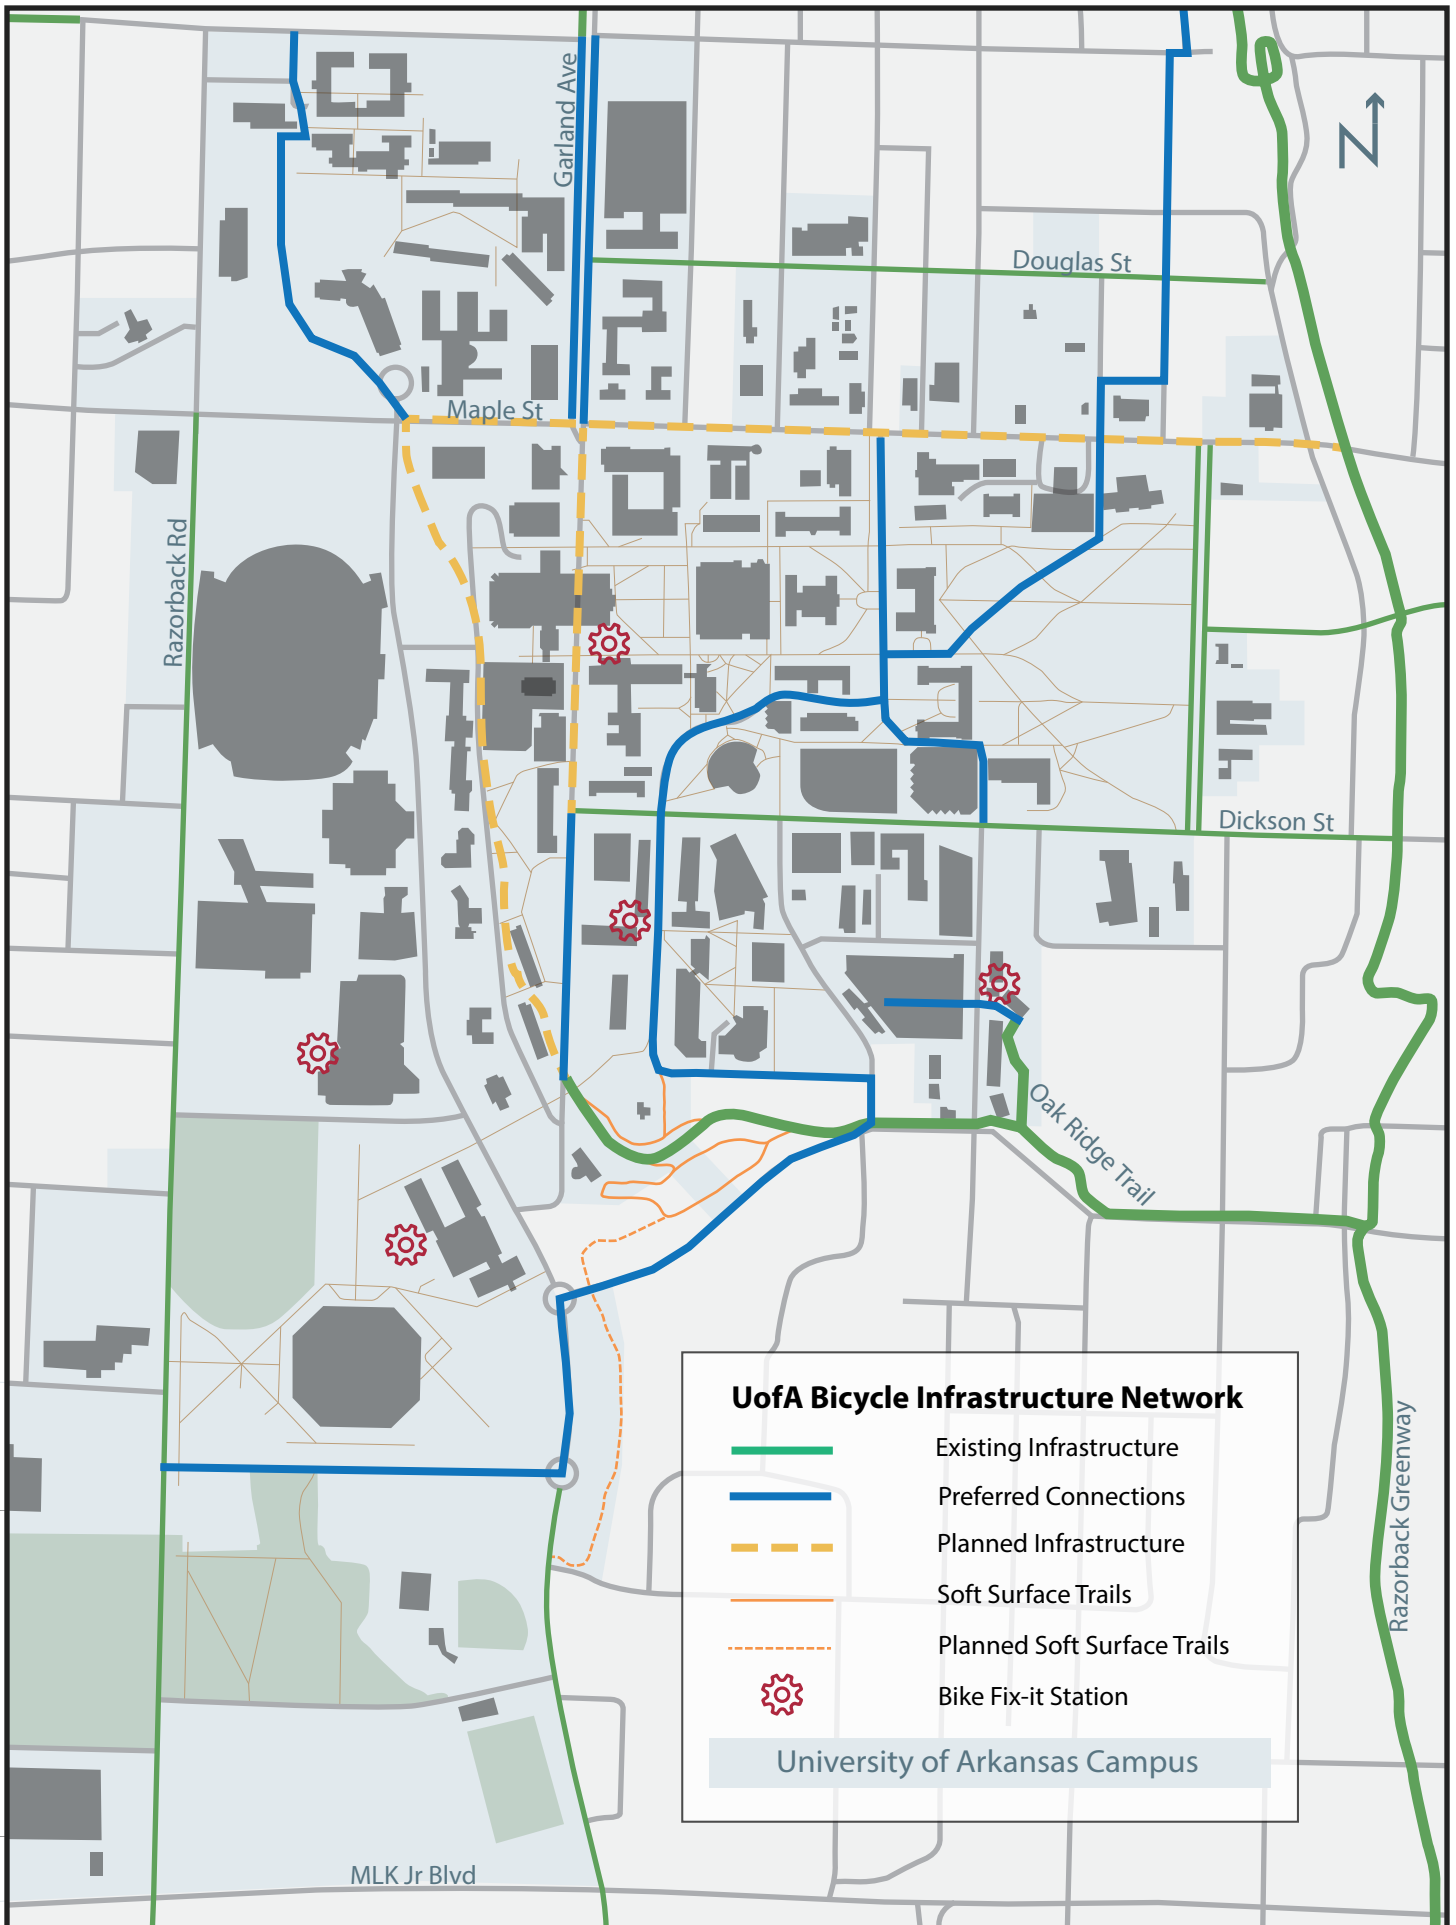 Garland Ave
N
Douglas St
Maple St
Razorback Rd
Dickson St
Oak Ridge Trail
Razorback Greenway
UofA Bicycle Infrastructure Network
Existing Infrastructure
Preferred Connections
Planned Infrastructure
Soft Surface Trails
Planned Soft Surface Trails
Bike Fix-it Station
University of Arkansas Campus
MLK Jr Blvd